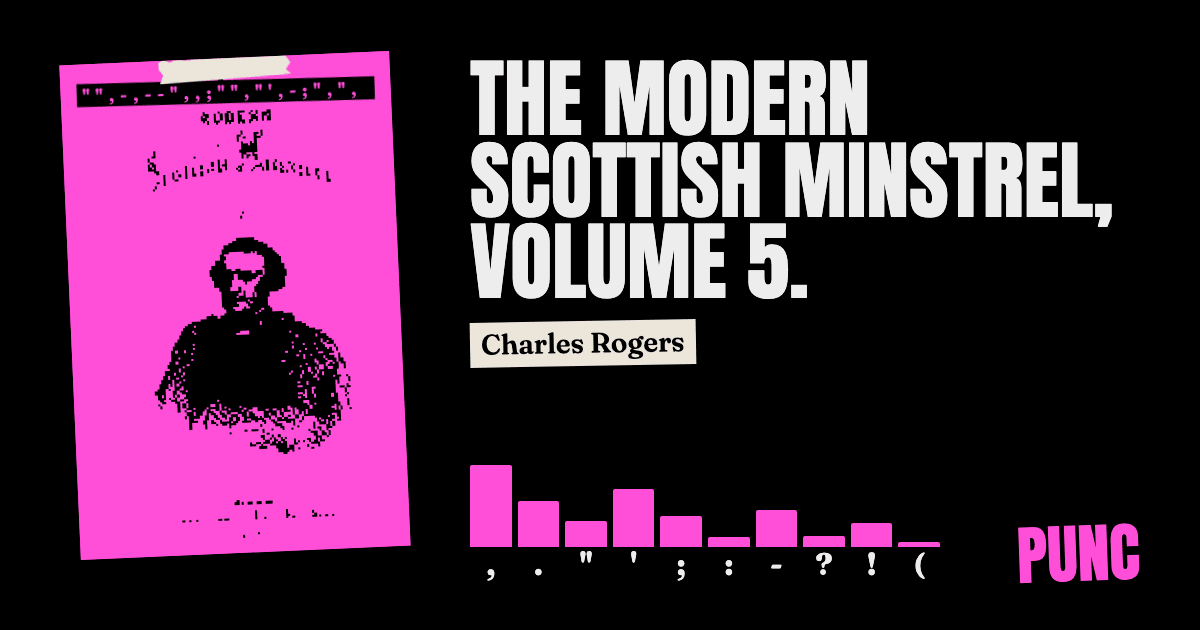 "",-,--",,;"","',-;",",
THE MODERN
SCOTTISH MINSTREL,
VOLUME 5.
Charles Rogers
, . " ' ; : - ? ! (
PUNC